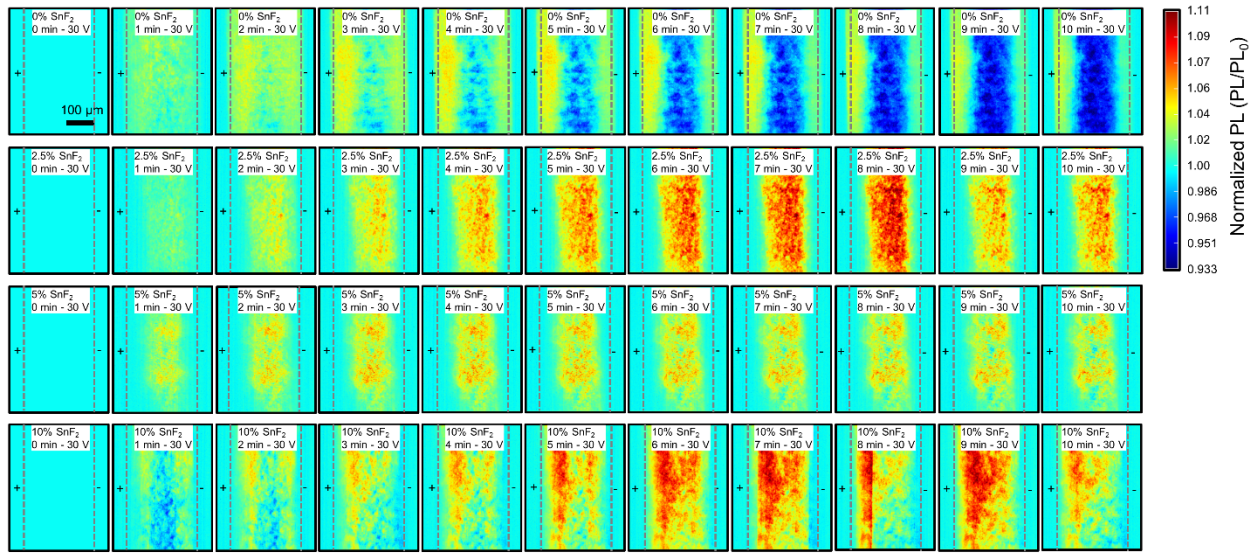 0% SnF₂
0 min - 30 V
+
-
100 µm
0% SnF₂
1 min - 30 V
+
-
0% SnF₂
2 min - 30 V
+
-
0% SnF₂
3 min - 30 V
+
-
0% SnF₂
4 min - 30 V
+
-
0% SnF₂
5 min - 30 V
+
-
0% SnF₂
6 min - 30 V
+
-
0% SnF₂
7 min - 30 V
+
-
0% SnF₂
8 min - 30 V
+
-
0% SnF₂
9 min - 30 V
+
-
0% SnF₂
10 min - 30 V
+
-
2.5% SnF₂
0 min - 30 V
+
-
2.5% SnF₂
1 min - 30 V
+
-
2.5% SnF₂
2 min - 30 V
+
-
2.5% SnF₂
3 min - 30 V
+
-
2.5% SnF₂
4 min - 30 V
+
-
2.5% SnF₂
5 min - 30 V
+
-
2.5% SnF₂
6 min - 30 V
+
-
2.5% SnF₂
7 min - 30 V
+
-
2.5% SnF₂
8 min - 30 V
+
-
2.5% SnF₂
9 min - 30 V
+
-
2.5% SnF₂
10 min - 30 V
+
-
5% SnF₂
0 min - 30 V
+
-
5% SnF₂
1 min - 30 V
+
-
5% SnF₂
2 min - 30 V
+
-
5% SnF₂
3 min - 30 V
+
-
5% SnF₂
4 min - 30 V
+
-
5% SnF₂
5 min - 30 V
+
-
5% SnF₂
6 min - 30 V
+
-
5% SnF₂
7 min - 30 V
+
-
5% SnF₂
8 min - 30 V
+
-
5% SnF₂
9 min - 30 V
+
-
5% SnF₂
10 min - 30 V
+
-
10% SnF₂
0 min - 30 V
+
-
10% SnF₂
1 min - 30 V
+
-
10% SnF₂
2 min - 30 V
+
-
10% SnF₂
3 min - 30 V
+
-
10% SnF₂
4 min - 30 V
+
-
10% SnF₂
5 min - 30 V
+
-
10% SnF₂
6 min - 30 V
+
-
10% SnF₂
7 min - 30 V
+
-
10% SnF₂
8 min - 30 V
+
-
10% SnF₂
9 min - 30 V
+
-
10% SnF₂
10 min - 30 V
+
-
1.11
1.09
1.08
1.06
1.04
1.02
1.00
0.986
0.968
0.951
0.933
Normalized PL (PL/PL₀)